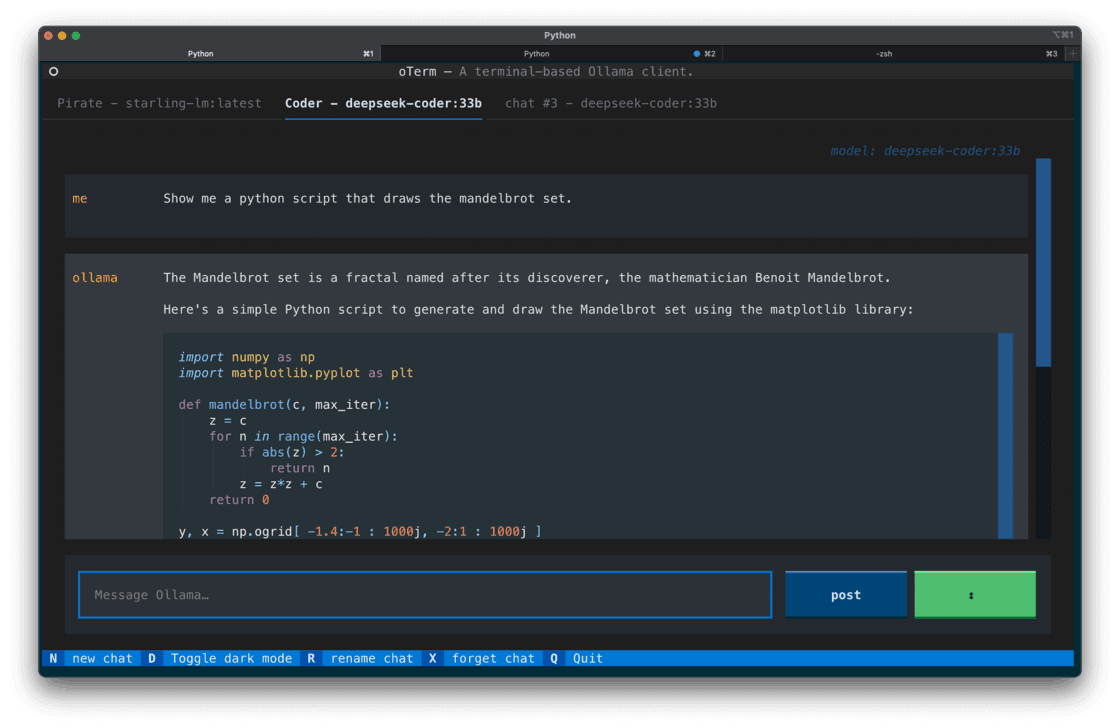 Python
⌥⌘1
Python ⌘1
Python ⌘2
-zsh ⌘3
oTerm — A terminal-based Ollama client.
Pirate - starling-lm:latest
Coder - deepseek-coder:33b
chat #3 - deepseek-coder:33b
model: deepseek-coder:33b
me
Show me a python script that draws the mandelbrot set.
ollama
The Mandelbrot set is a fractal named after its discoverer, the mathematician Benoit Mandelbrot.
Here's a simple Python script to generate and draw the Mandelbrot set using the matplotlib library:
import numpy as np
import matplotlib.pyplot as plt
def mandelbrot(c, max_iter):
    z = c
    for n in range(max_iter):
        if abs(z) > 2:
            return n
        z = z*z + c
    return 0
y, x = np.ogrid[ -1.4:-1 : 1000j, -2:1 : 1000j ]
Message Ollama…
post
↕
N new chat D Toggle dark mode R rename chat X forget chat Q Quit